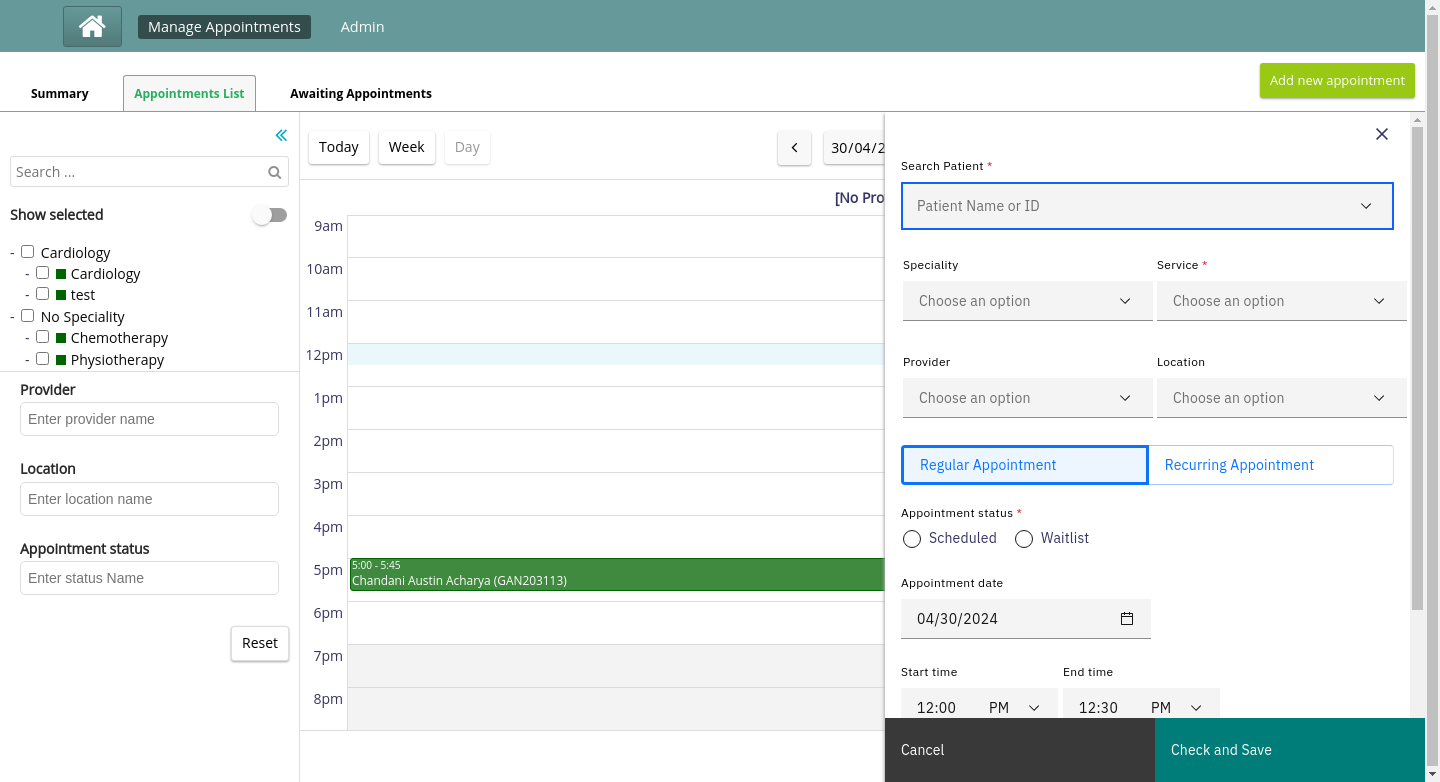 Manage Appointments
Admin
Summary
Appointments List
Awaiting Appointments
Add new appointment
Search ...
Show selected
- Cardiology
- Cardiology
- test
- No Speciality
- Chemotherapy
- Physiotherapy
Provider
Enter provider name
Location
Enter location name
Appointment status
Enter status Name
Reset
Today
Week
Day
30/04/2
[No Pro
9am
10am
11am
12pm
1pm
2pm
3pm
4pm
5pm
5:00 - 5:45
Chandani Austin Acharya (GAN203113)
6pm
7pm
8pm
Search Patient *
Patient Name or ID
Speciality
Service *
Choose an option
Choose an option
Provider
Location
Choose an option
Choose an option
Regular Appointment
Recurring Appointment
Appointment status *
Scheduled
Waitlist
Appointment date
04/30/2024
Start time
End time
12:00 PM
12:30 PM
Cancel
Check and Save